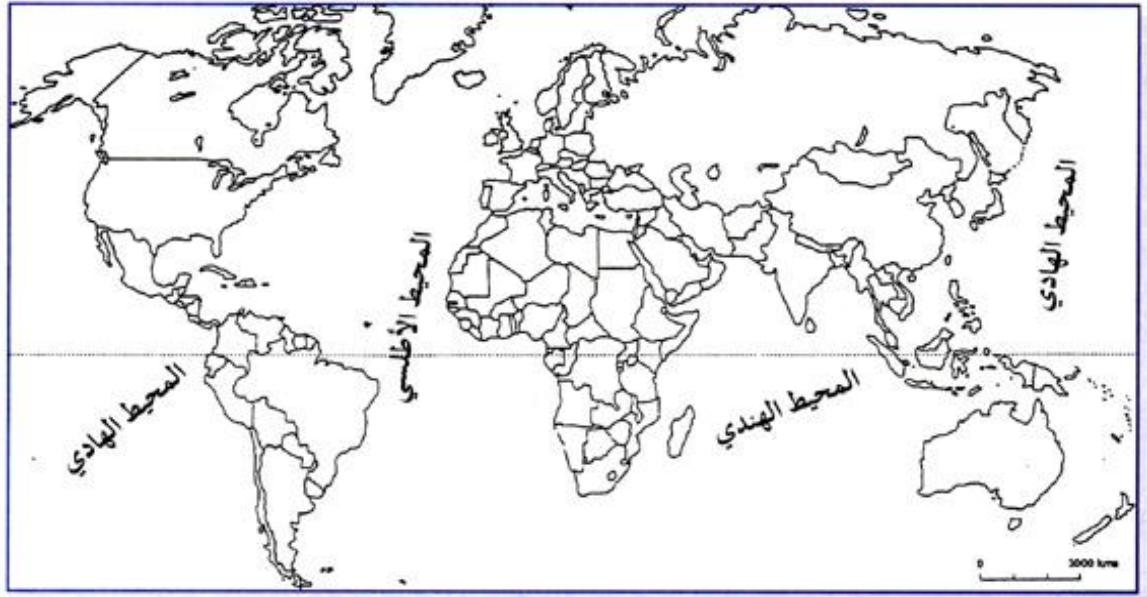 المحيط الهادي
المحيط الأطلسي
المحيط الهندي
المحيط الهادي
0 3000 kms